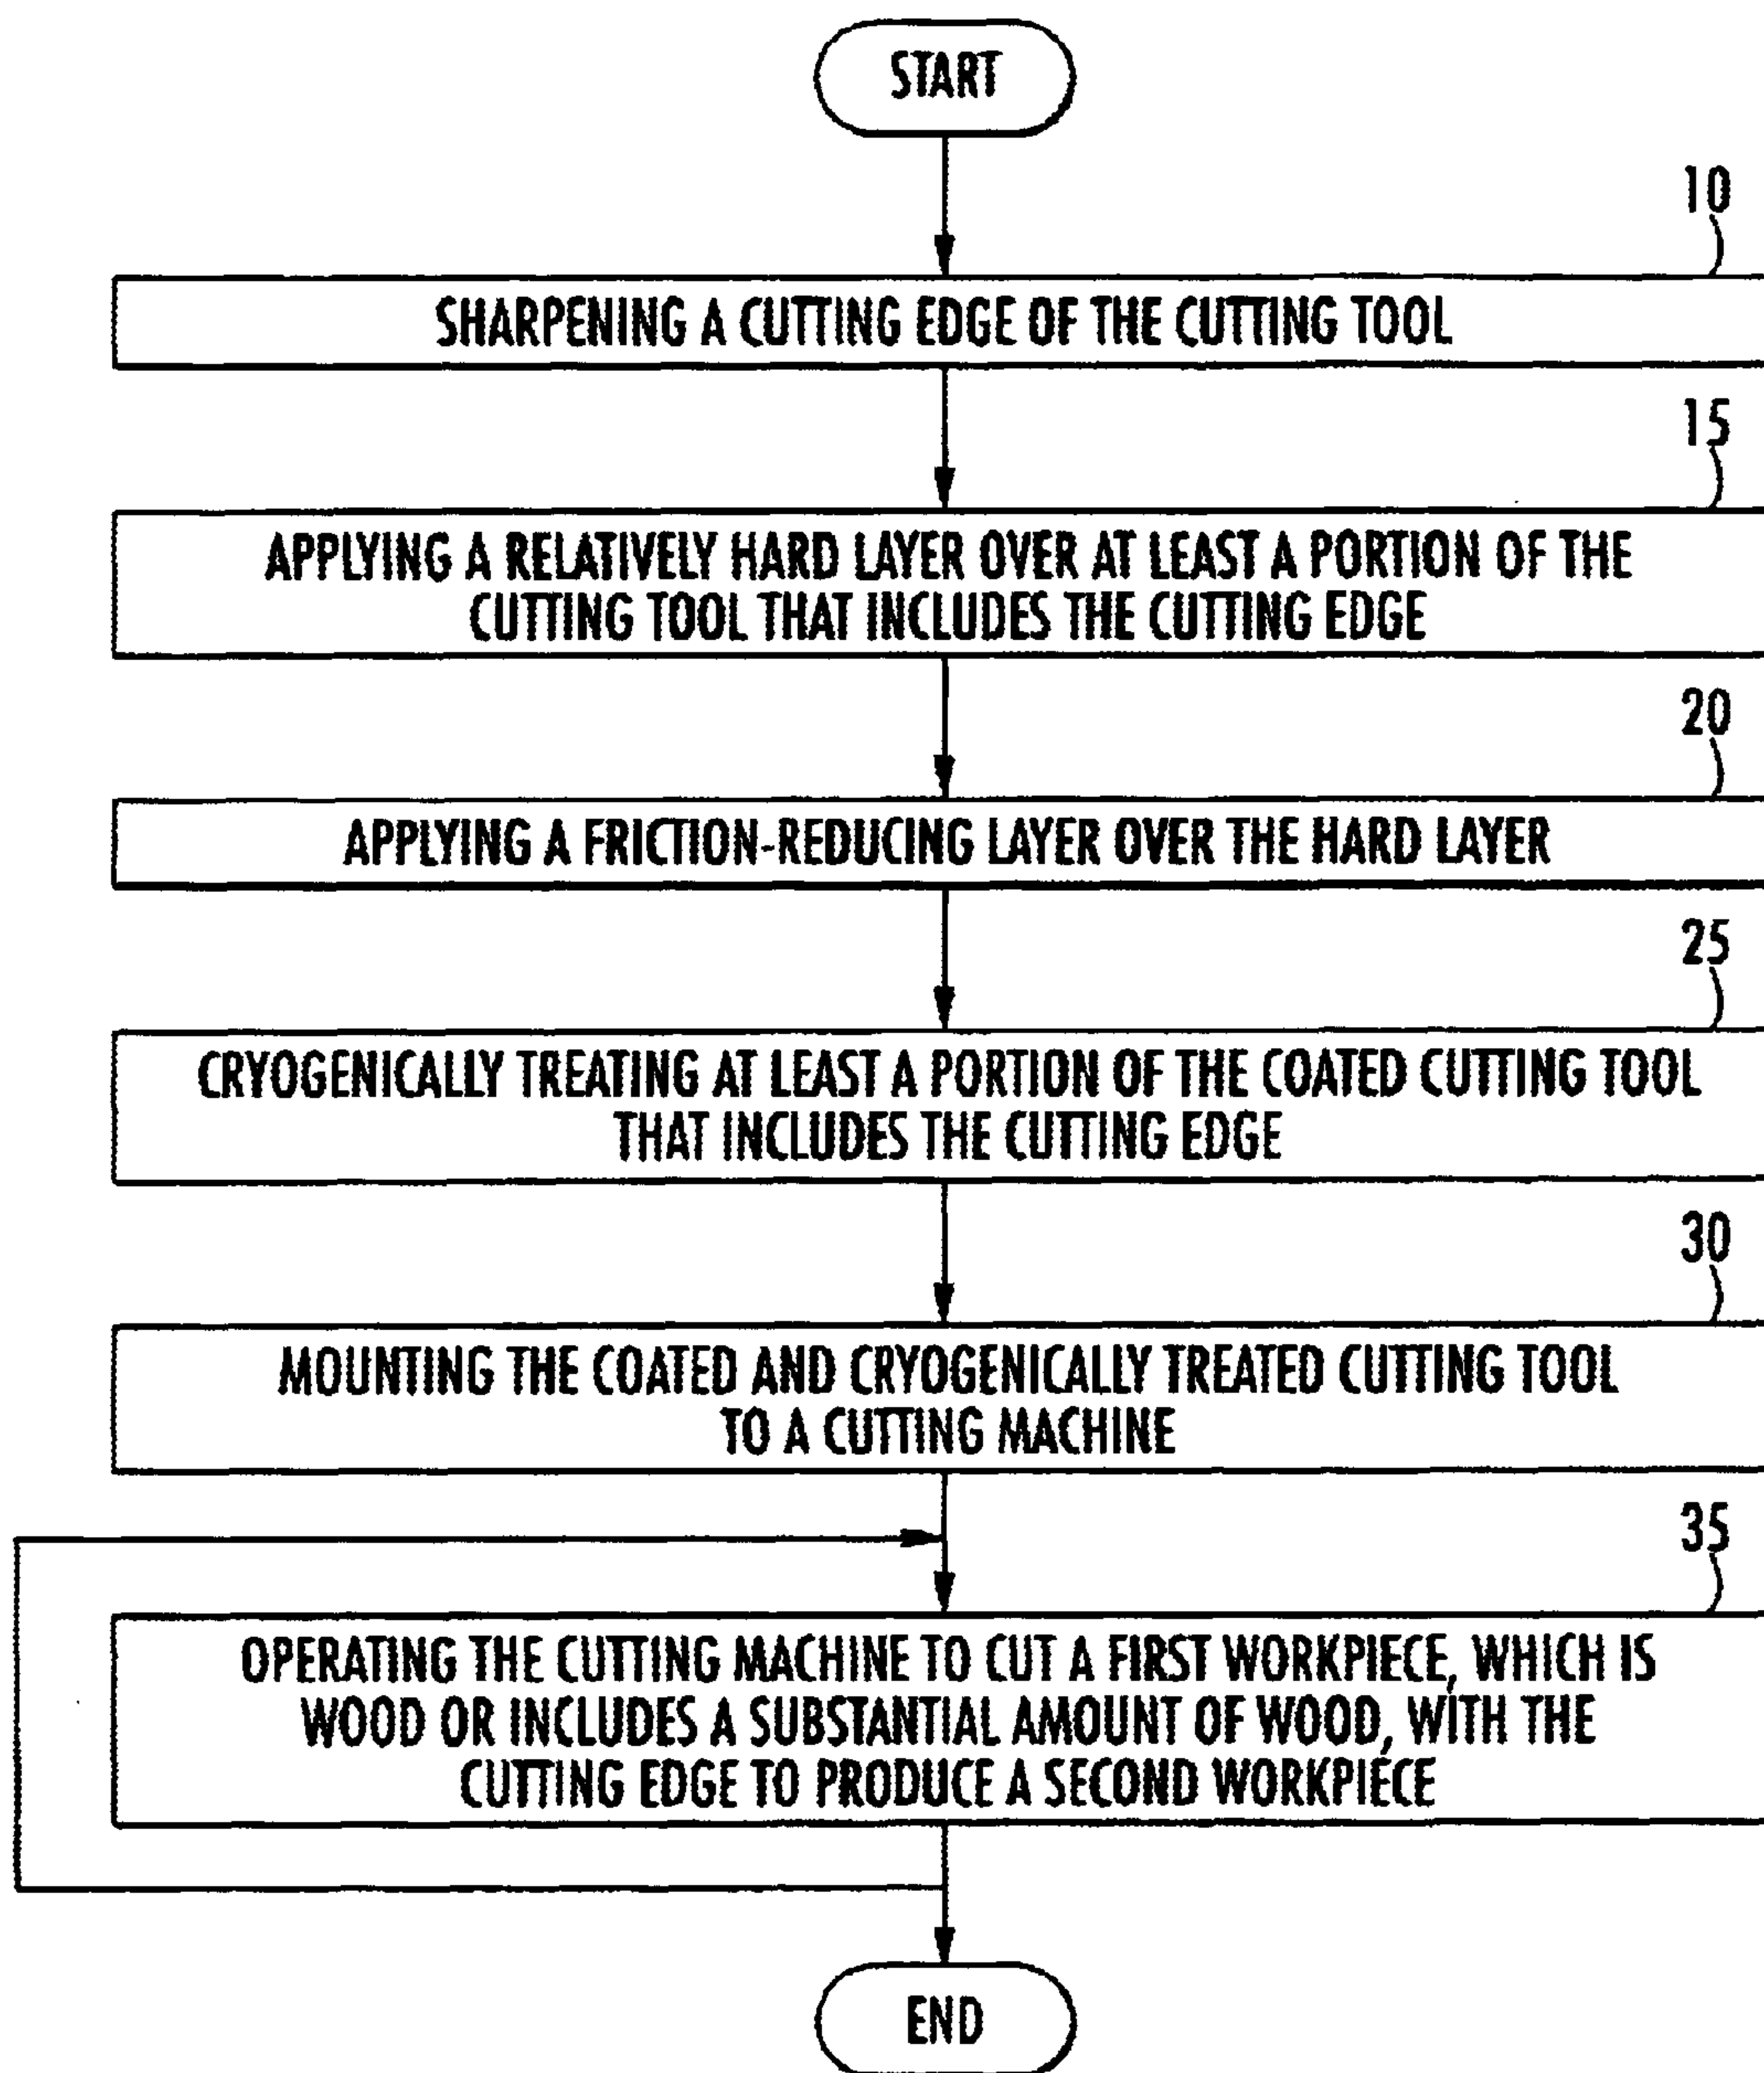 START
10
SHARPENING A CUTTING EDGE OF THE CUTTING TOOL
15
APPLYING A RELATIVELY HARD LAYER OVER AT LEAST A PORTION OF THE
CUTTING TOOL THAT INCLUDES THE CUTTING EDGE
20
APPLYING A FRICTION-REDUCING LAYER OVER THE HARD LAYER
25
CRYOGENICALLY TREATING AT LEAST A PORTION OF THE COATED CUTTING TOOL
THAT INCLUDES THE CUTTING EDGE
30
MOUNTING THE COATED AND CRYOGENICALLY TREATED CUTTING TOOL
TO A CUTTING MACHINE
35
OPERATING THE CUTTING MACHINE TO CUT A FIRST WORKPIECE, WHICH IS
WOOD OR INCLUDES A SUBSTANTIAL AMOUNT OF WOOD, WITH THE
CUTTING EDGE TO PRODUCE A SECOND WORKPIECE
END